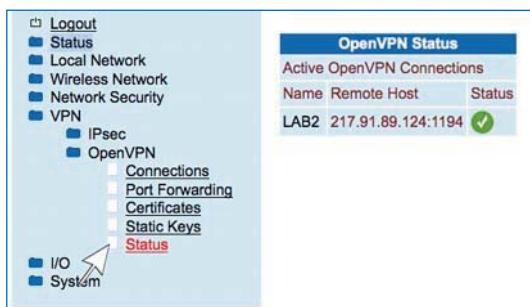 Logout
Status
Local Network
Wireless Network
Network Security
VPN
IPsec
OpenVPN
Connections
Port Forwarding
Certificates
Static Keys
Status
I/O
System
OpenVPN Status
Active OpenVPN Connections
Name Remote Host Status
LAB2 217.91.89.124:1194